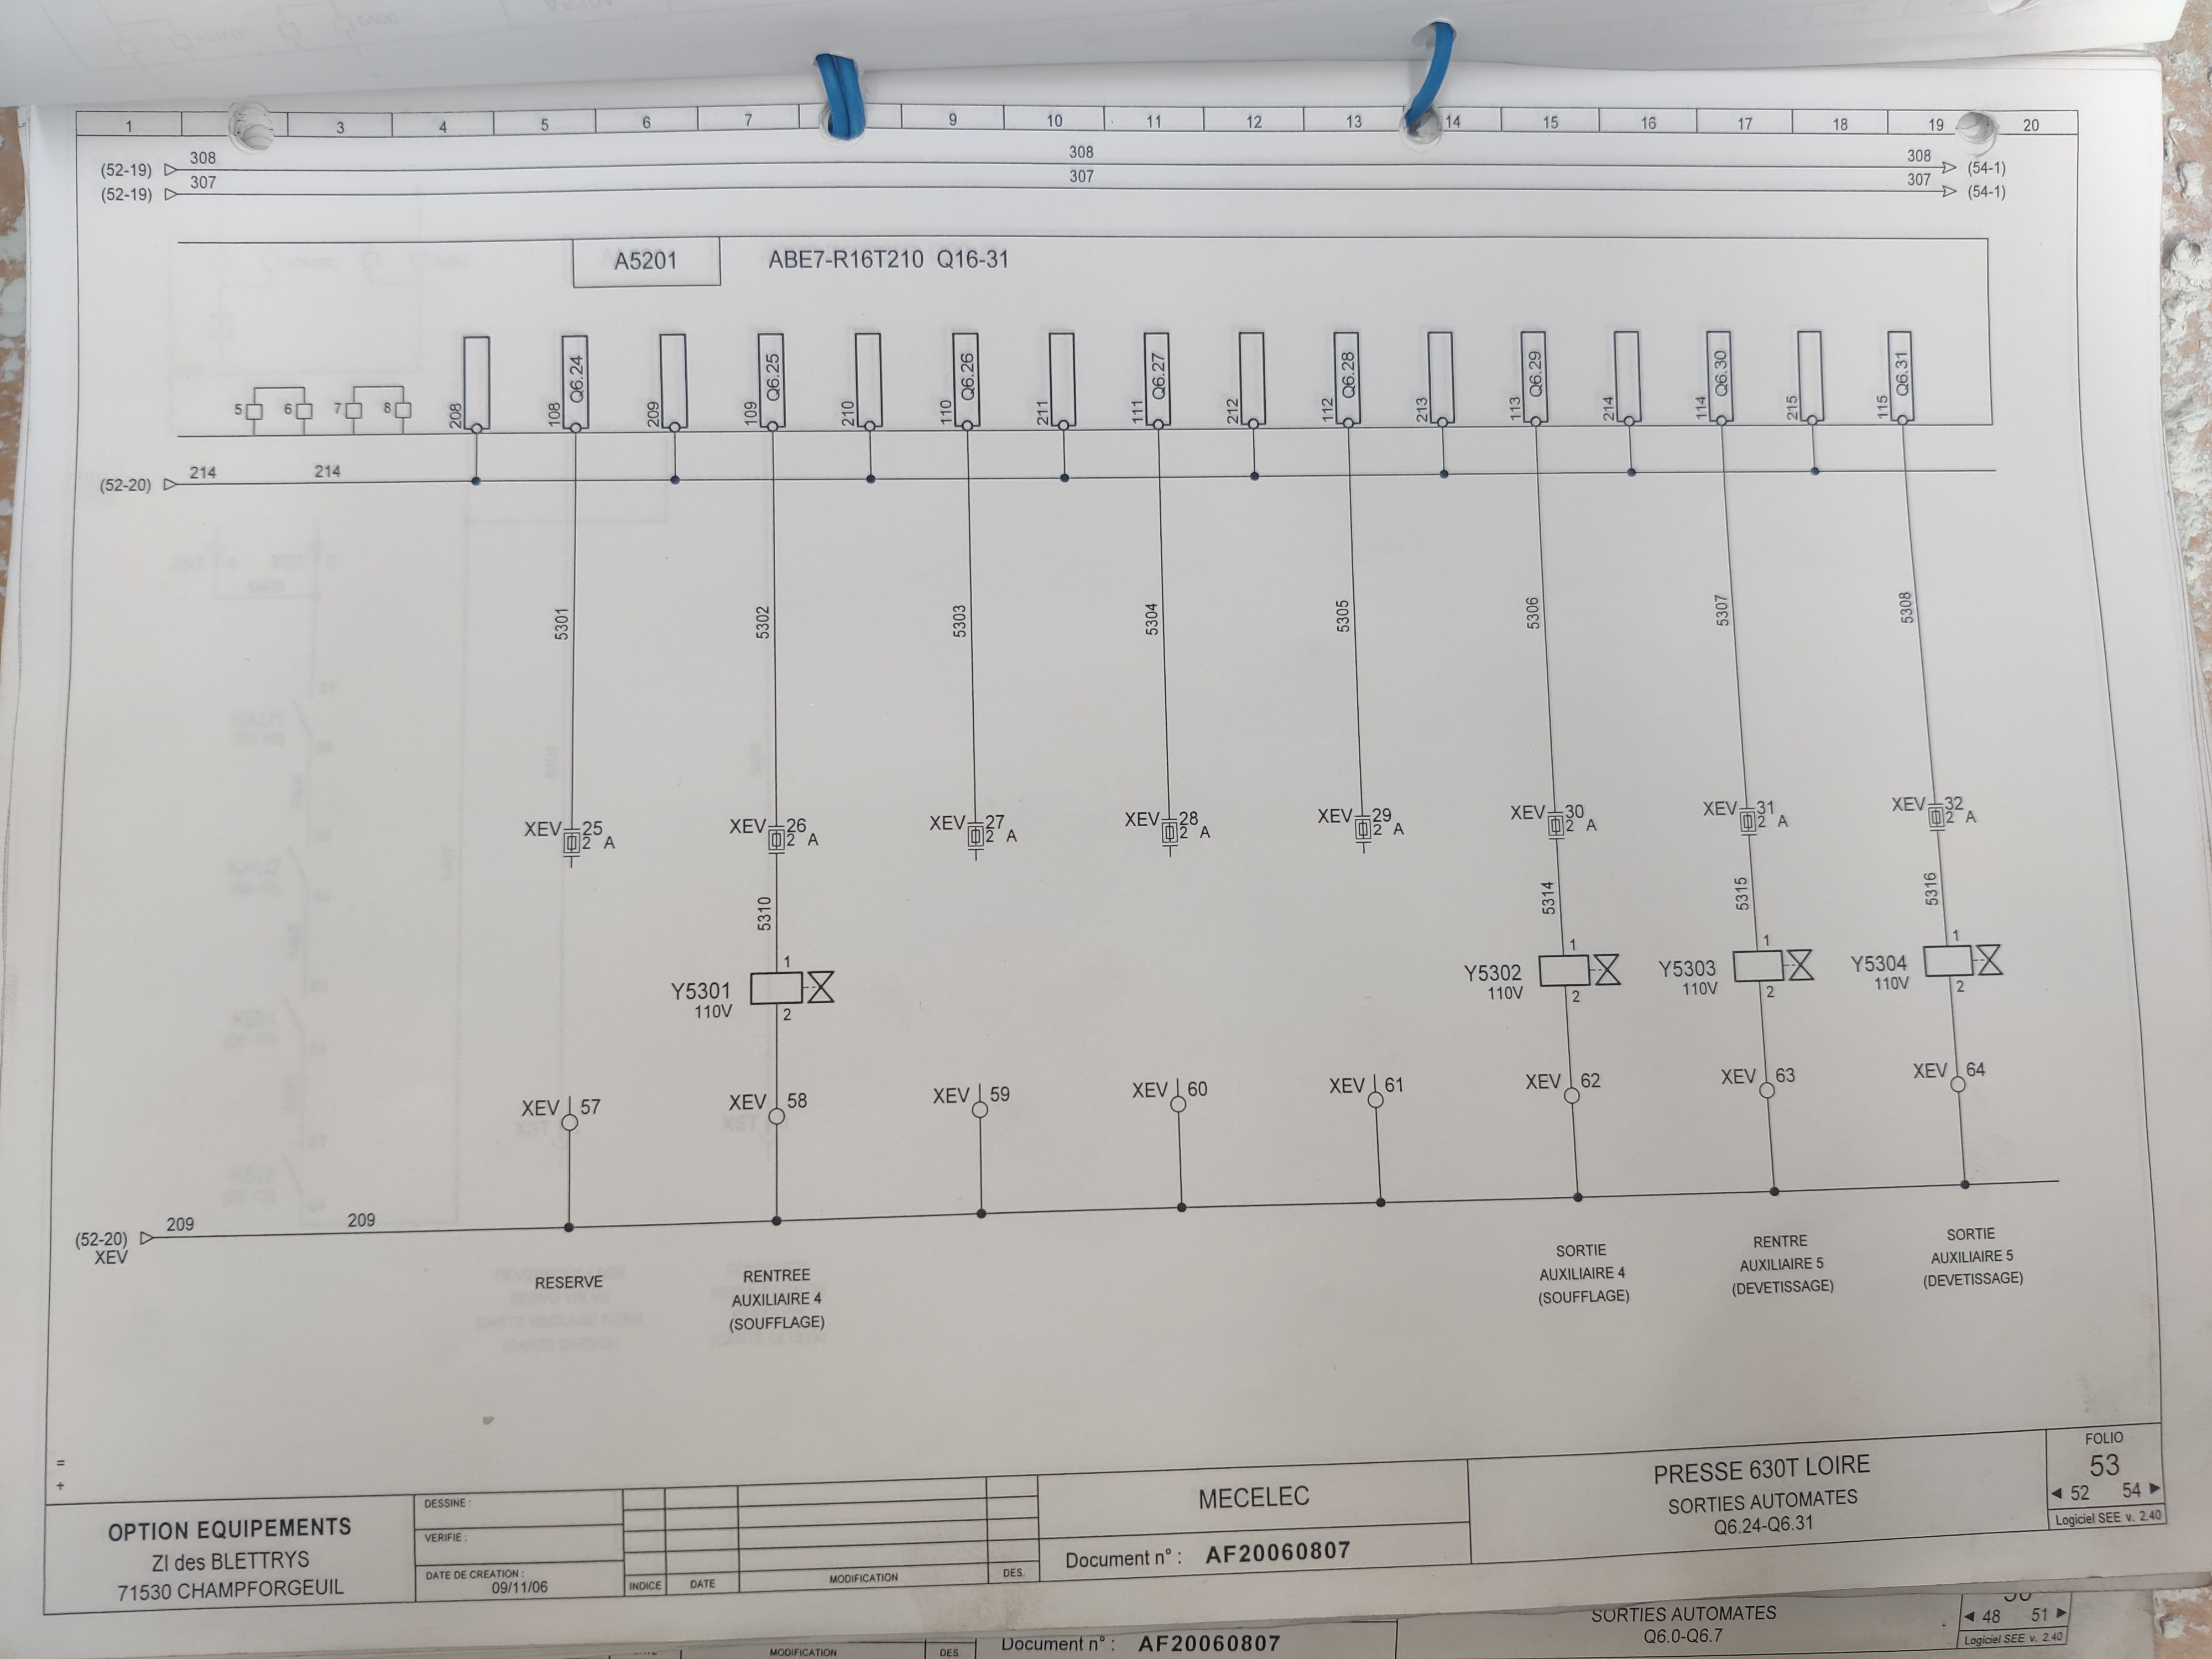 1 3 4 5 6 7 9 10 11 12 13 14 15 16 17 18 19 20
(52-19) 308 308 308 (54-1)
(52-19) 307 307 307 (54-1)
A5201 ABE7-R16T210 Q16-31
5 6 7 8
208 108 Q6.24 209 109 Q6.25 210 110 Q6.26 211 111 Q6.27 212 112 Q6.28 213 113 Q6.29 214 114 Q6.30 215 115 Q6.31
(52-20) 214 214
5301 5302 5303 5304 5305 5306 5307 5308
XEV 25 XEV 26 XEV 27 XEV 28 XEV 29 XEV 30 XEV 31 XEV 32
2 A 2 A 2 A 2 A 2 A 2 A 2 A 2 A
5310 5314 5315 5316
1 1 1 1
Y5301 Y5302 Y5303 Y5304
110V 110V 110V 110V
2 2 2 2
XEV 57 XEV 58 XEV 59 XEV 60 XEV 61 XEV 62 XEV 63 XEV 64
(52-20) 209 209
XEV
RESERVE
RENTREE
AUXILIAIRE 4
(SOUFFLAGE)
SORTIE
AUXILIAIRE 4
(SOUFFLAGE)
RENTRE
AUXILIAIRE 5
(DEVETISSAGE)
SORTIE
AUXILIAIRE 5
(DEVETISSAGE)
=
+
OPTION EQUIPEMENTS
ZI des BLETTRYS
71530 CHAMPFORGEUIL
DESSINE :
VERIFIE :
DATE DE CREATION :
09/11/06
INDICE DATE MODIFICATION DES.
MECELEC
Document n° : AF20060807
PRESSE 630T LOIRE
SORTIES AUTOMATES
Q6.24-Q6.31
FOLIO
53
52 54
Logiciel SEE v. 2.40
MODIFICATION DES.
Document n° : AF20060807
SORTIES AUTOMATES
Q6.0-Q6.7
48 51
Logiciel SEE v. 2.40